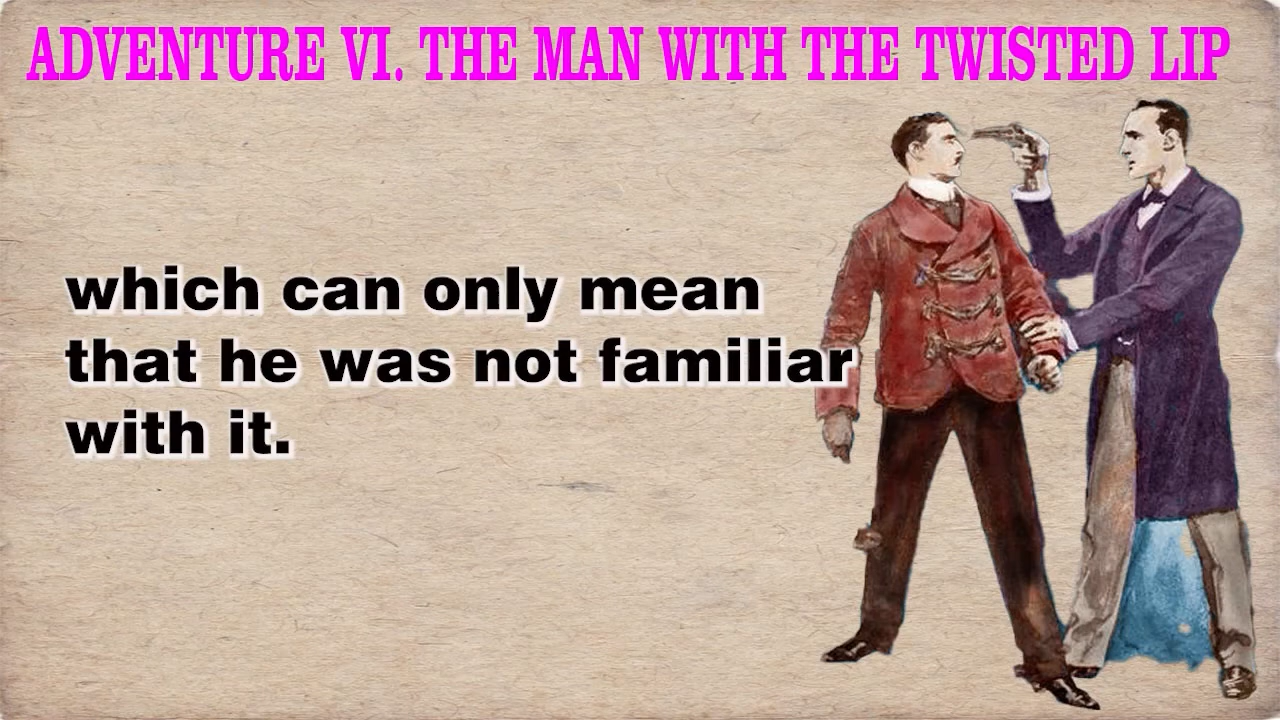 ADVENTURE VI. THE MAN WITH THE TWISTED LIP
which can only mean
that he was not familiar
with it.